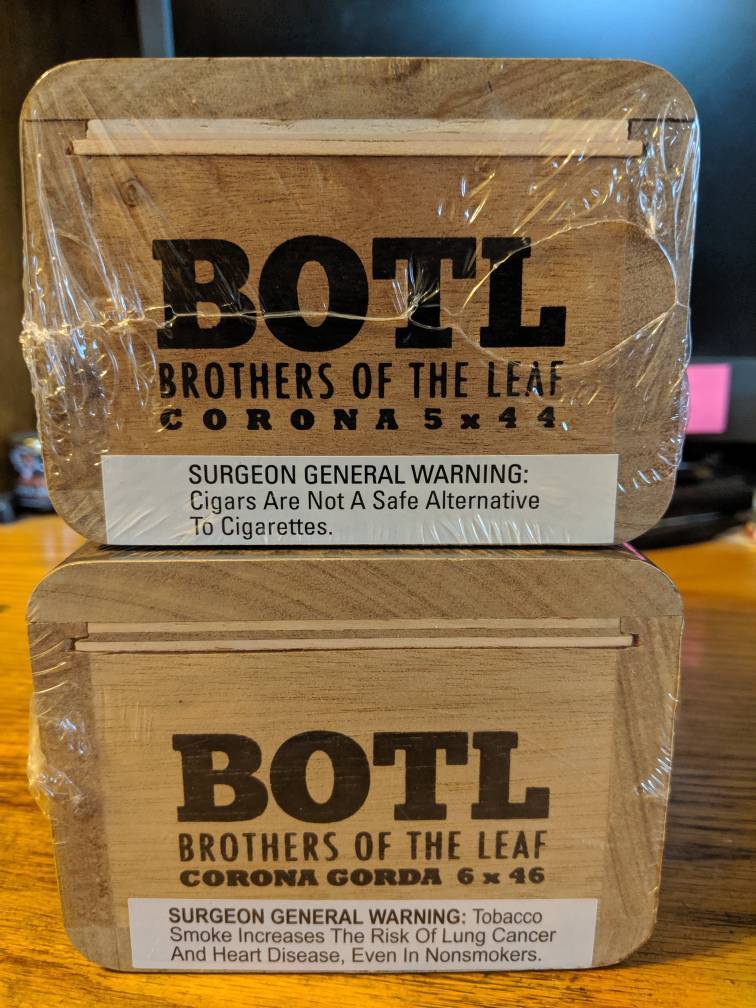 BOTL
BROTHERS OF THE LEAF
CORONA 5 x 44
SURGEON GENERAL WARNING:
Cigars Are Not A Safe Alternative
To Cigarettes.
BOTL
BROTHERS OF THE LEAF
CORONA GORDA 6 x 46
SURGEON GENERAL WARNING: Tobacco
Smoke Increases The Risk Of Lung Cancer
And Heart Disease, Even In Nonsmokers.